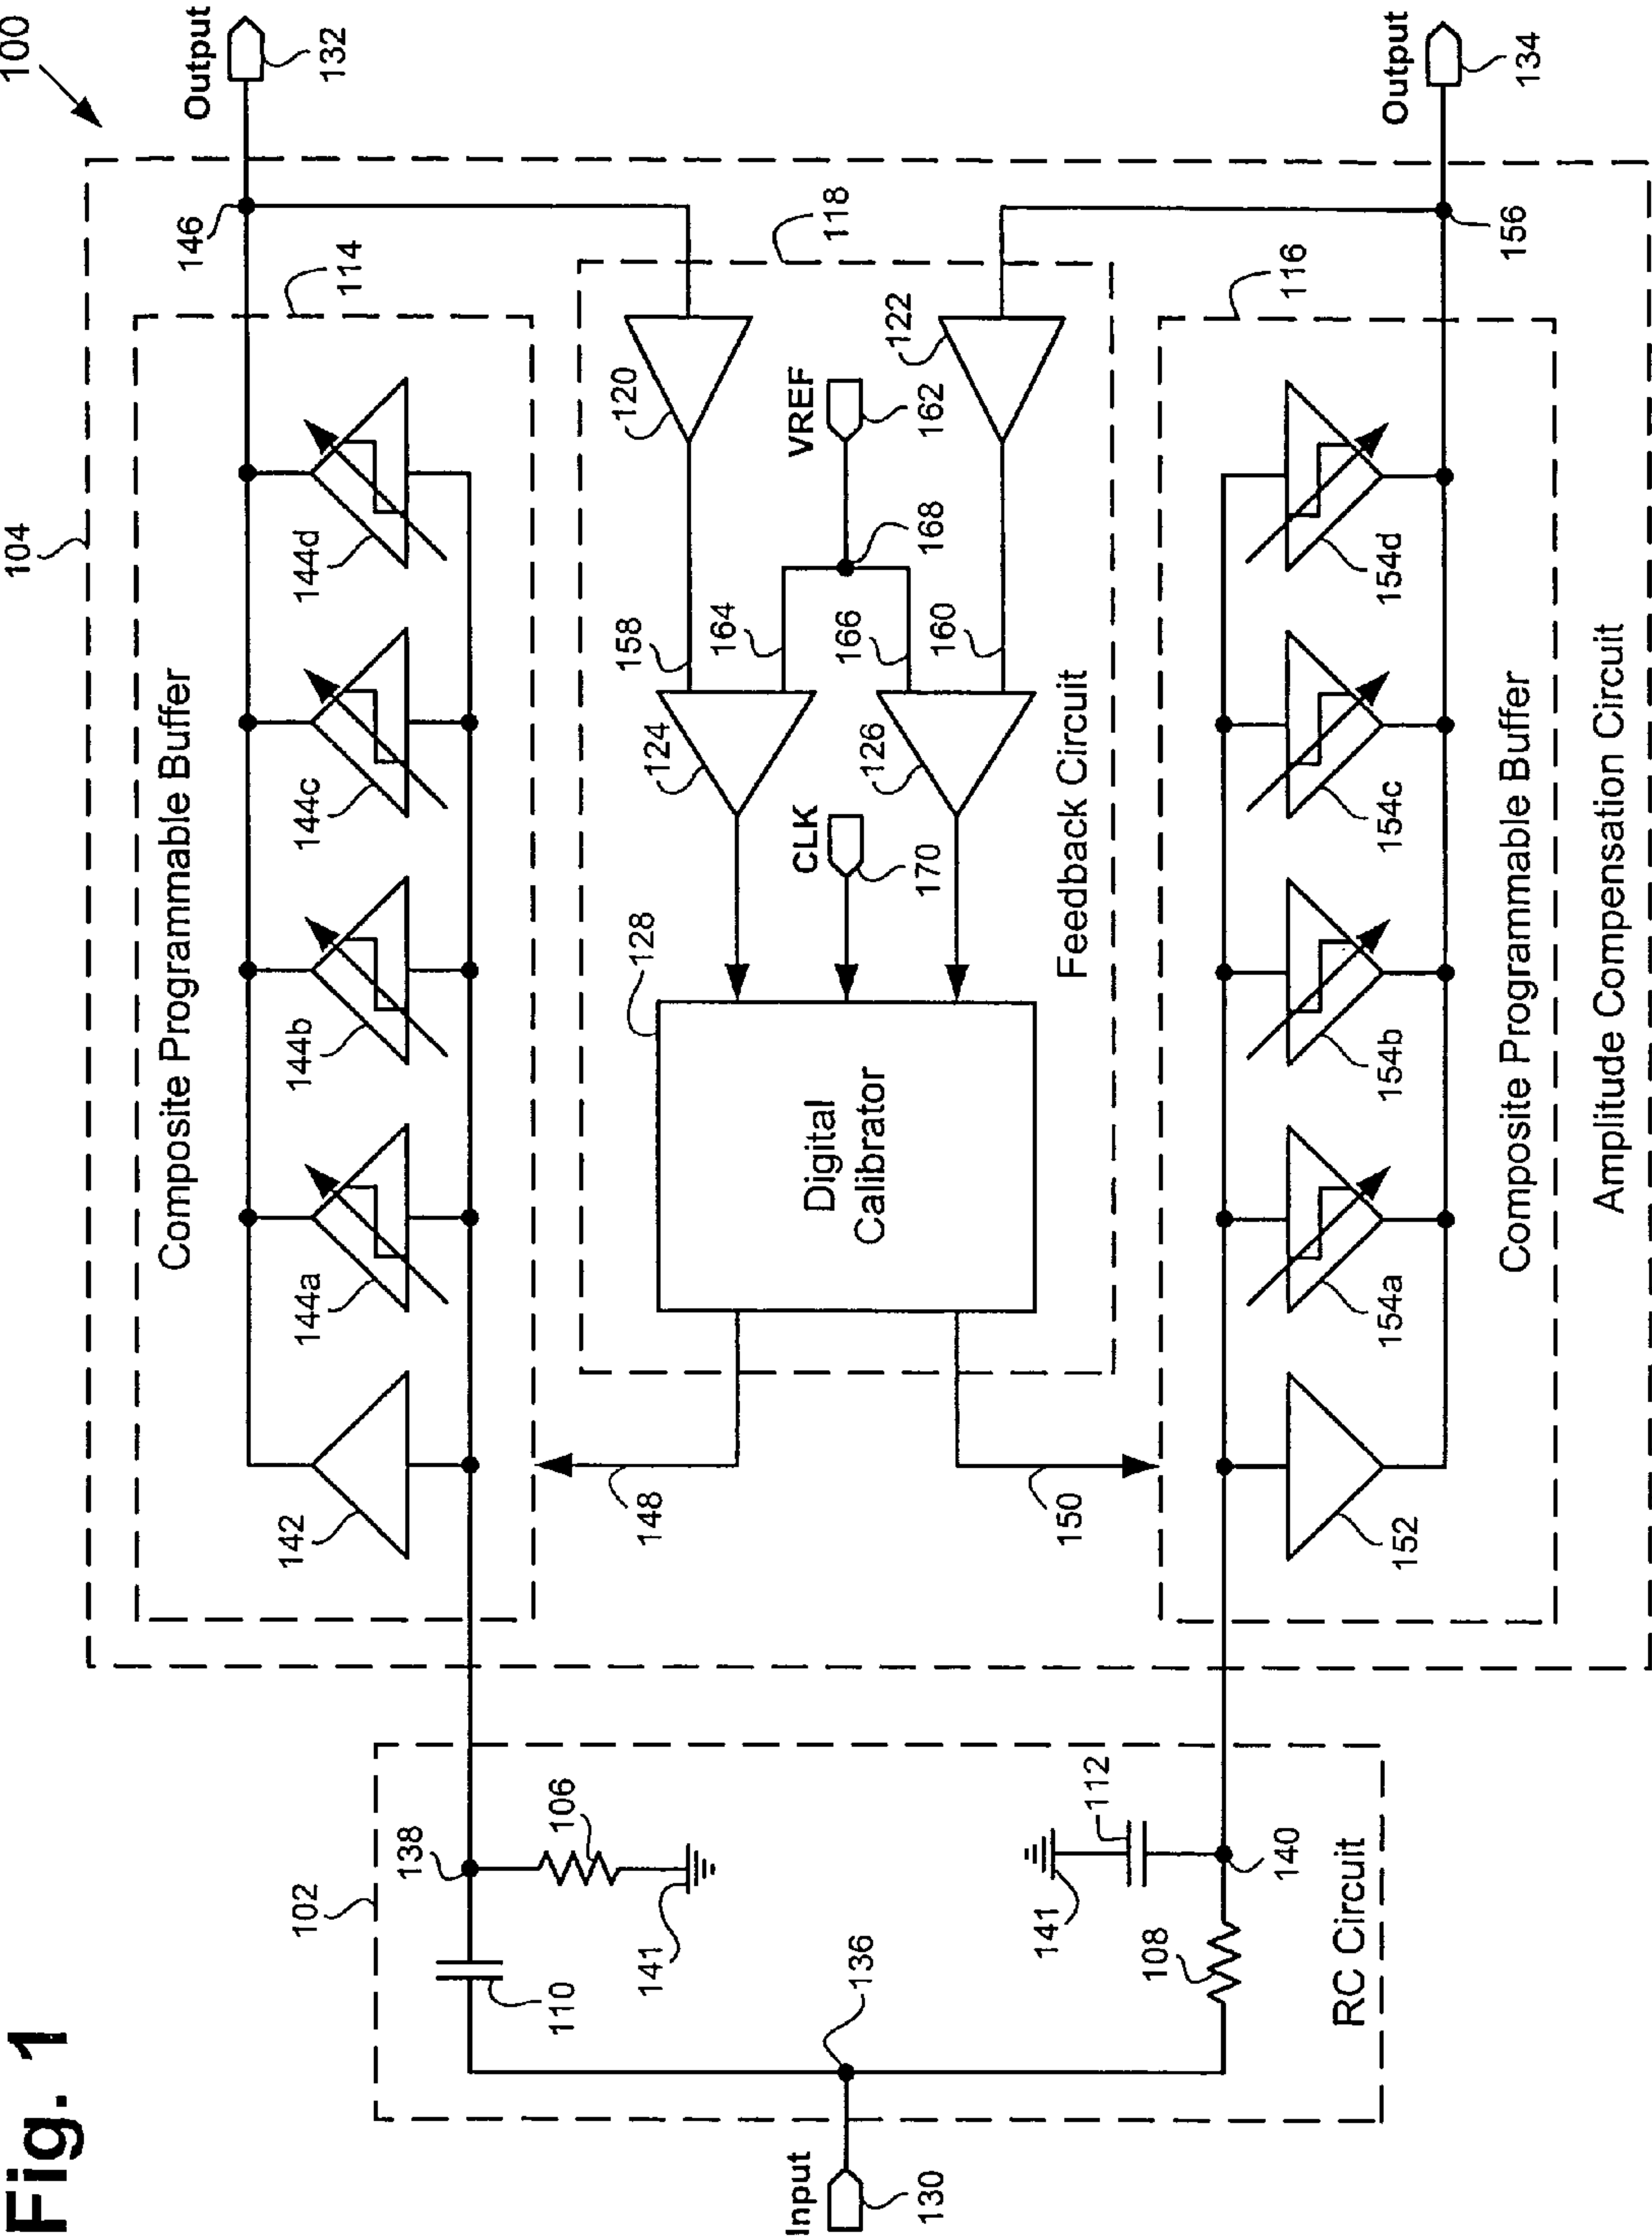 Fig. 1
100
104
Output
132
146
Composite Programmable Buffer
114
142
144a
144b
144c
144d
102
138
110
106
141
148
128
Digital
Calibrator
124
158
120
118
164
VREF
162
168
CLK
170
166
126
160
122
Feedback Circuit
Input
130
136
141
112
108
140
RC Circuit
150
152
154a
154b
154c
154d
116
Composite Programmable Buffer
Amplitude Compensation Circuit
156
Output
134